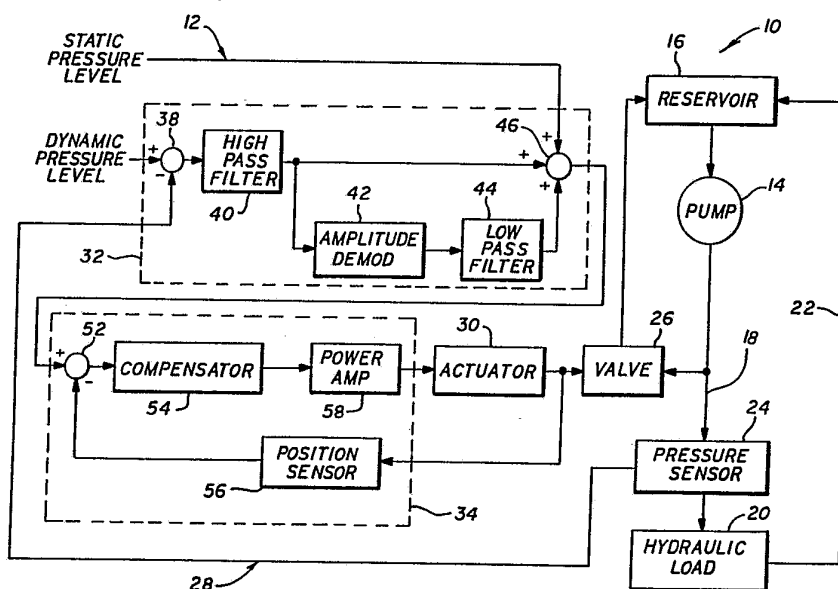 12
10
STATIC
PRESSURE
LEVEL
16
RESERVOIR
38
HIGH
PASS
FILTER
40
46
+
+
+
DYNAMIC
PRESSURE
LEVEL
+
-
14
PUMP
42
AMPLITUDE
DEMOD
44
LOW
PASS
FILTER
32
22
30
26
18
52
+
-
COMPENSATOR
54
POWER
AMP
58
ACTUATOR
VALVE
24
PRESSURE
SENSOR
POSITION
SENSOR
56
34
20
HYDRAULIC
LOAD
28